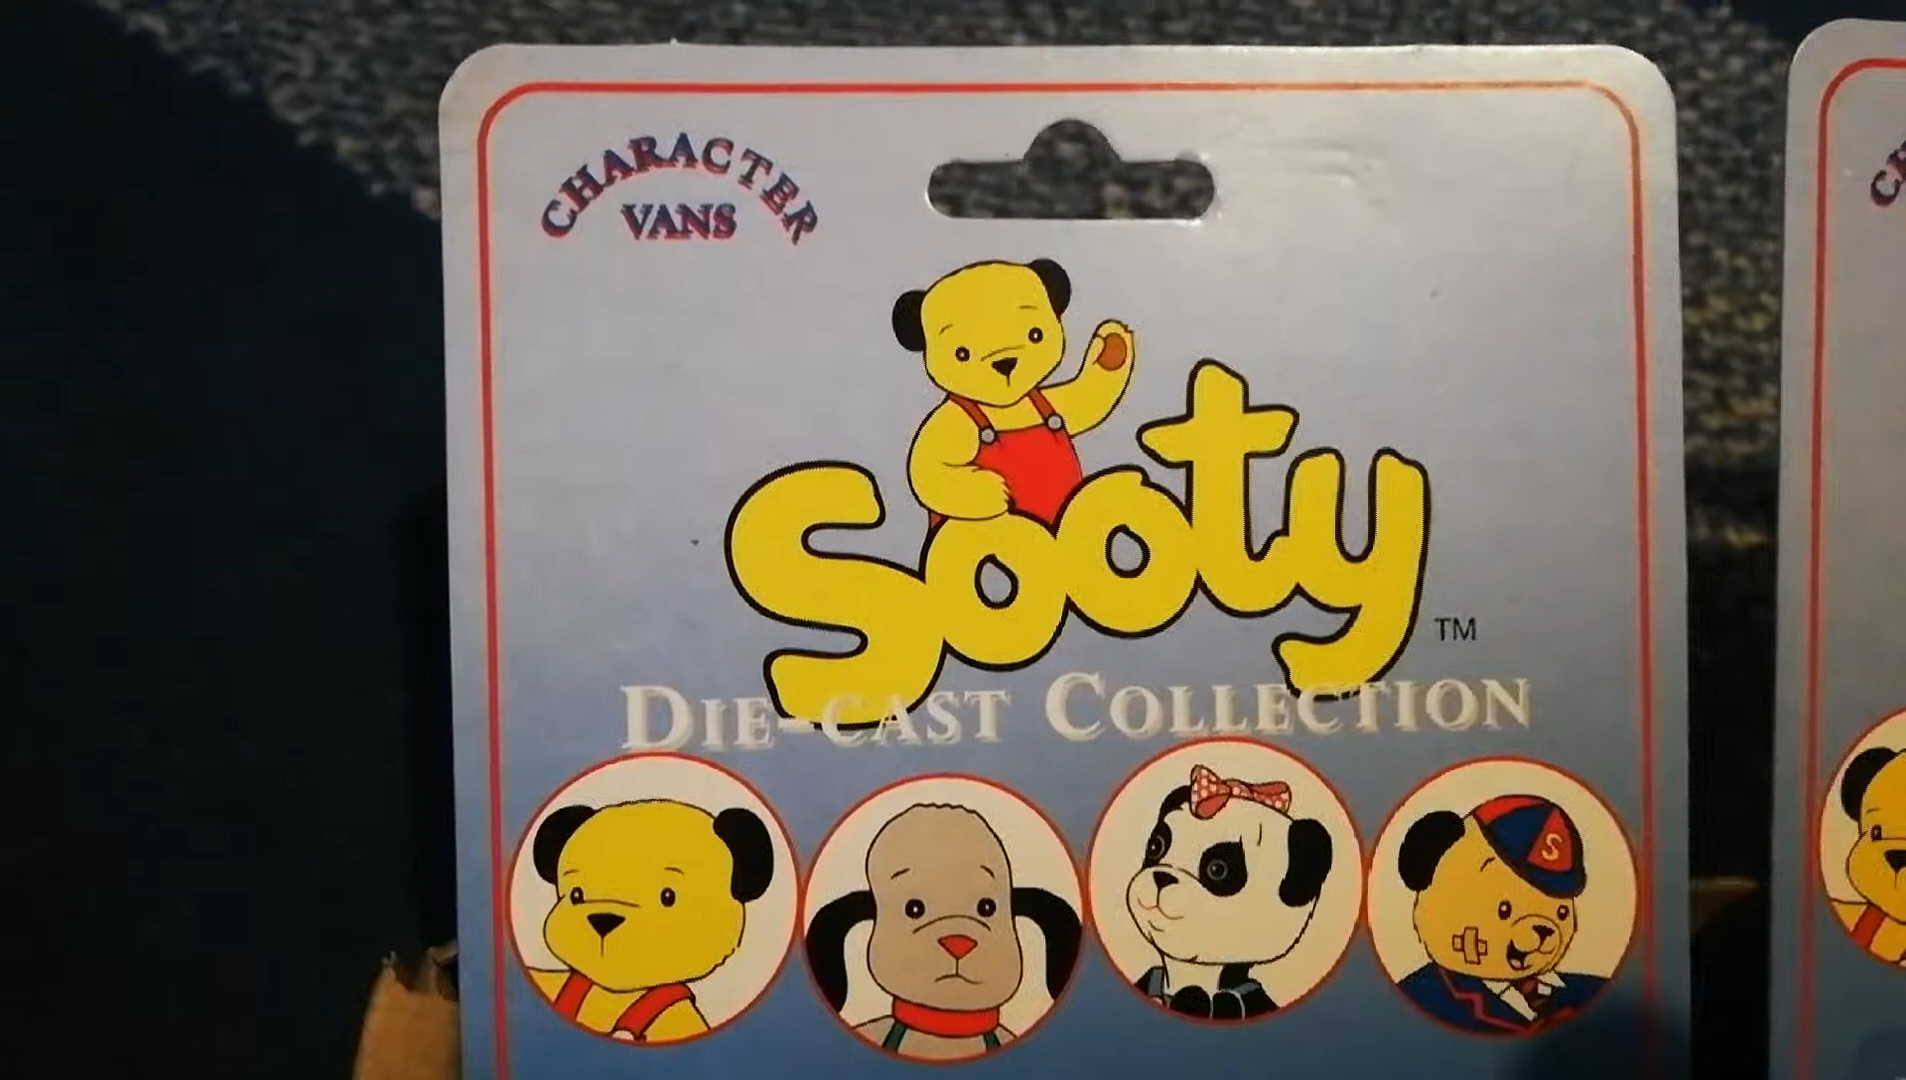 CHARACTER
VANS
Sooty
TM
DIE-CAST COLLECTION
S